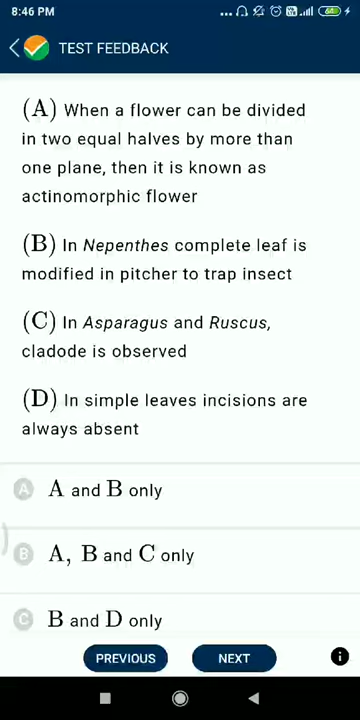 8:46 PM
TEST FEEDBACK
(A) When a flower can be divided
in two equal halves by more than
one plane, then it is known as
actinomorphic flower
(B) In Nepenthes complete leaf is
modified in pitcher to trap insect
(C) In Asparagus and Ruscus,
cladode is observed
(D) In simple leaves incisions are
always absent
A A and B only
B A, B and C only
C B and D only
PREVIOUS NEXT